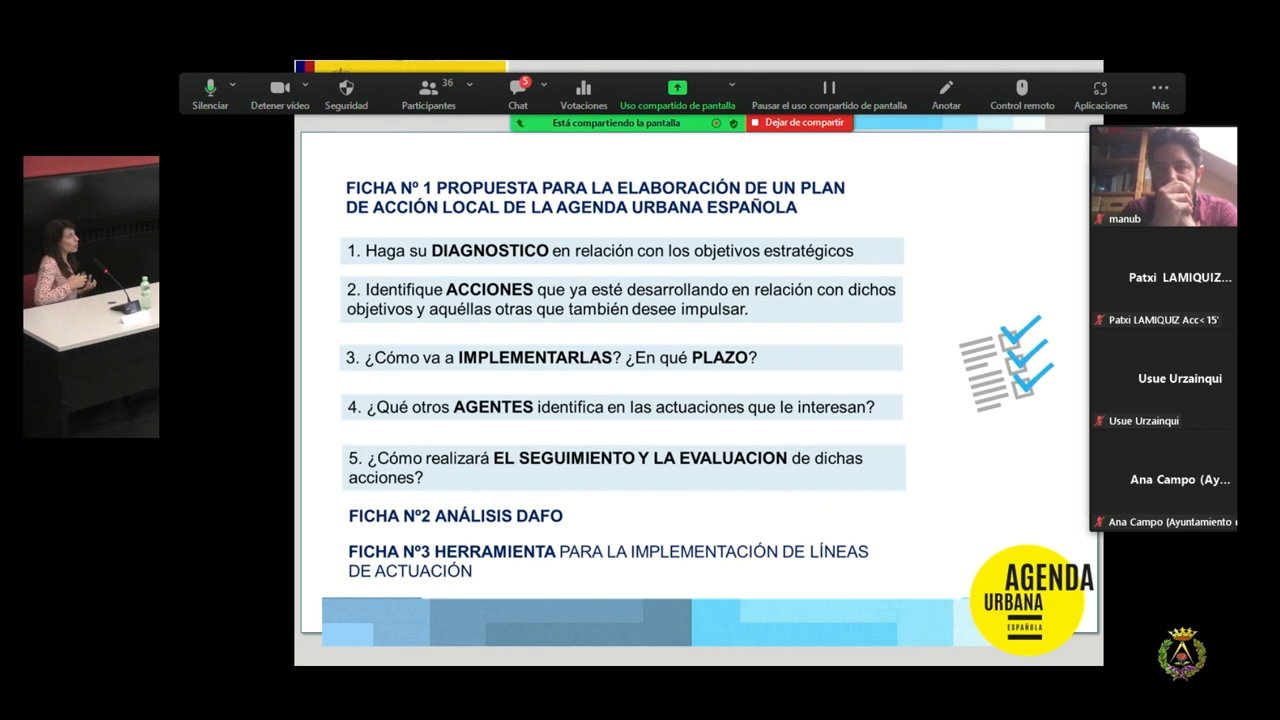 36
5
Silenciar
Detener vídeo
Seguridad
Participantes
Chat
Votaciones
Uso compartido de pantalla
Pausar el uso compartido de pantalla
Anotar
Control remoto
Aplicaciones
Más
Está compartiendo la pantalla
Dejar de compartir
FICHA Nº 1 PROPUESTA PARA LA ELABORACIÓN DE UN PLAN
DE ACCIÓN LOCAL DE LA AGENDA URBANA ESPAÑOLA
1. Haga su DIAGNOSTICO en relación con los objetivos estratégicos
2. Identifique ACCIONES que ya esté desarrollando en relación con dichos
objetivos y aquéllas otras que también desee impulsar.
3. ¿Cómo va a IMPLEMENTARLAS? ¿En qué PLAZO?
4. ¿Qué otros AGENTES identifica en las actuaciones que le interesan?
5. ¿Cómo realizará EL SEGUIMIENTO Y LA EVALUACION de dichas
acciones?
FICHA Nº2 ANÁLISIS DAFO
FICHA Nº3 HERRAMIENTA PARA LA IMPLEMENTACIÓN DE LÍNEAS
DE ACTUACIÓN
AGENDA
URBANA
ESPAÑOLA
manub
Patxi LAMIQUIZ...
Patxi LAMIQUIZ Acc< 15'
Usue Urzainqui
Usue Urzainqui
Ana Campo (Ay...
Ana Campo (Ayuntamiento